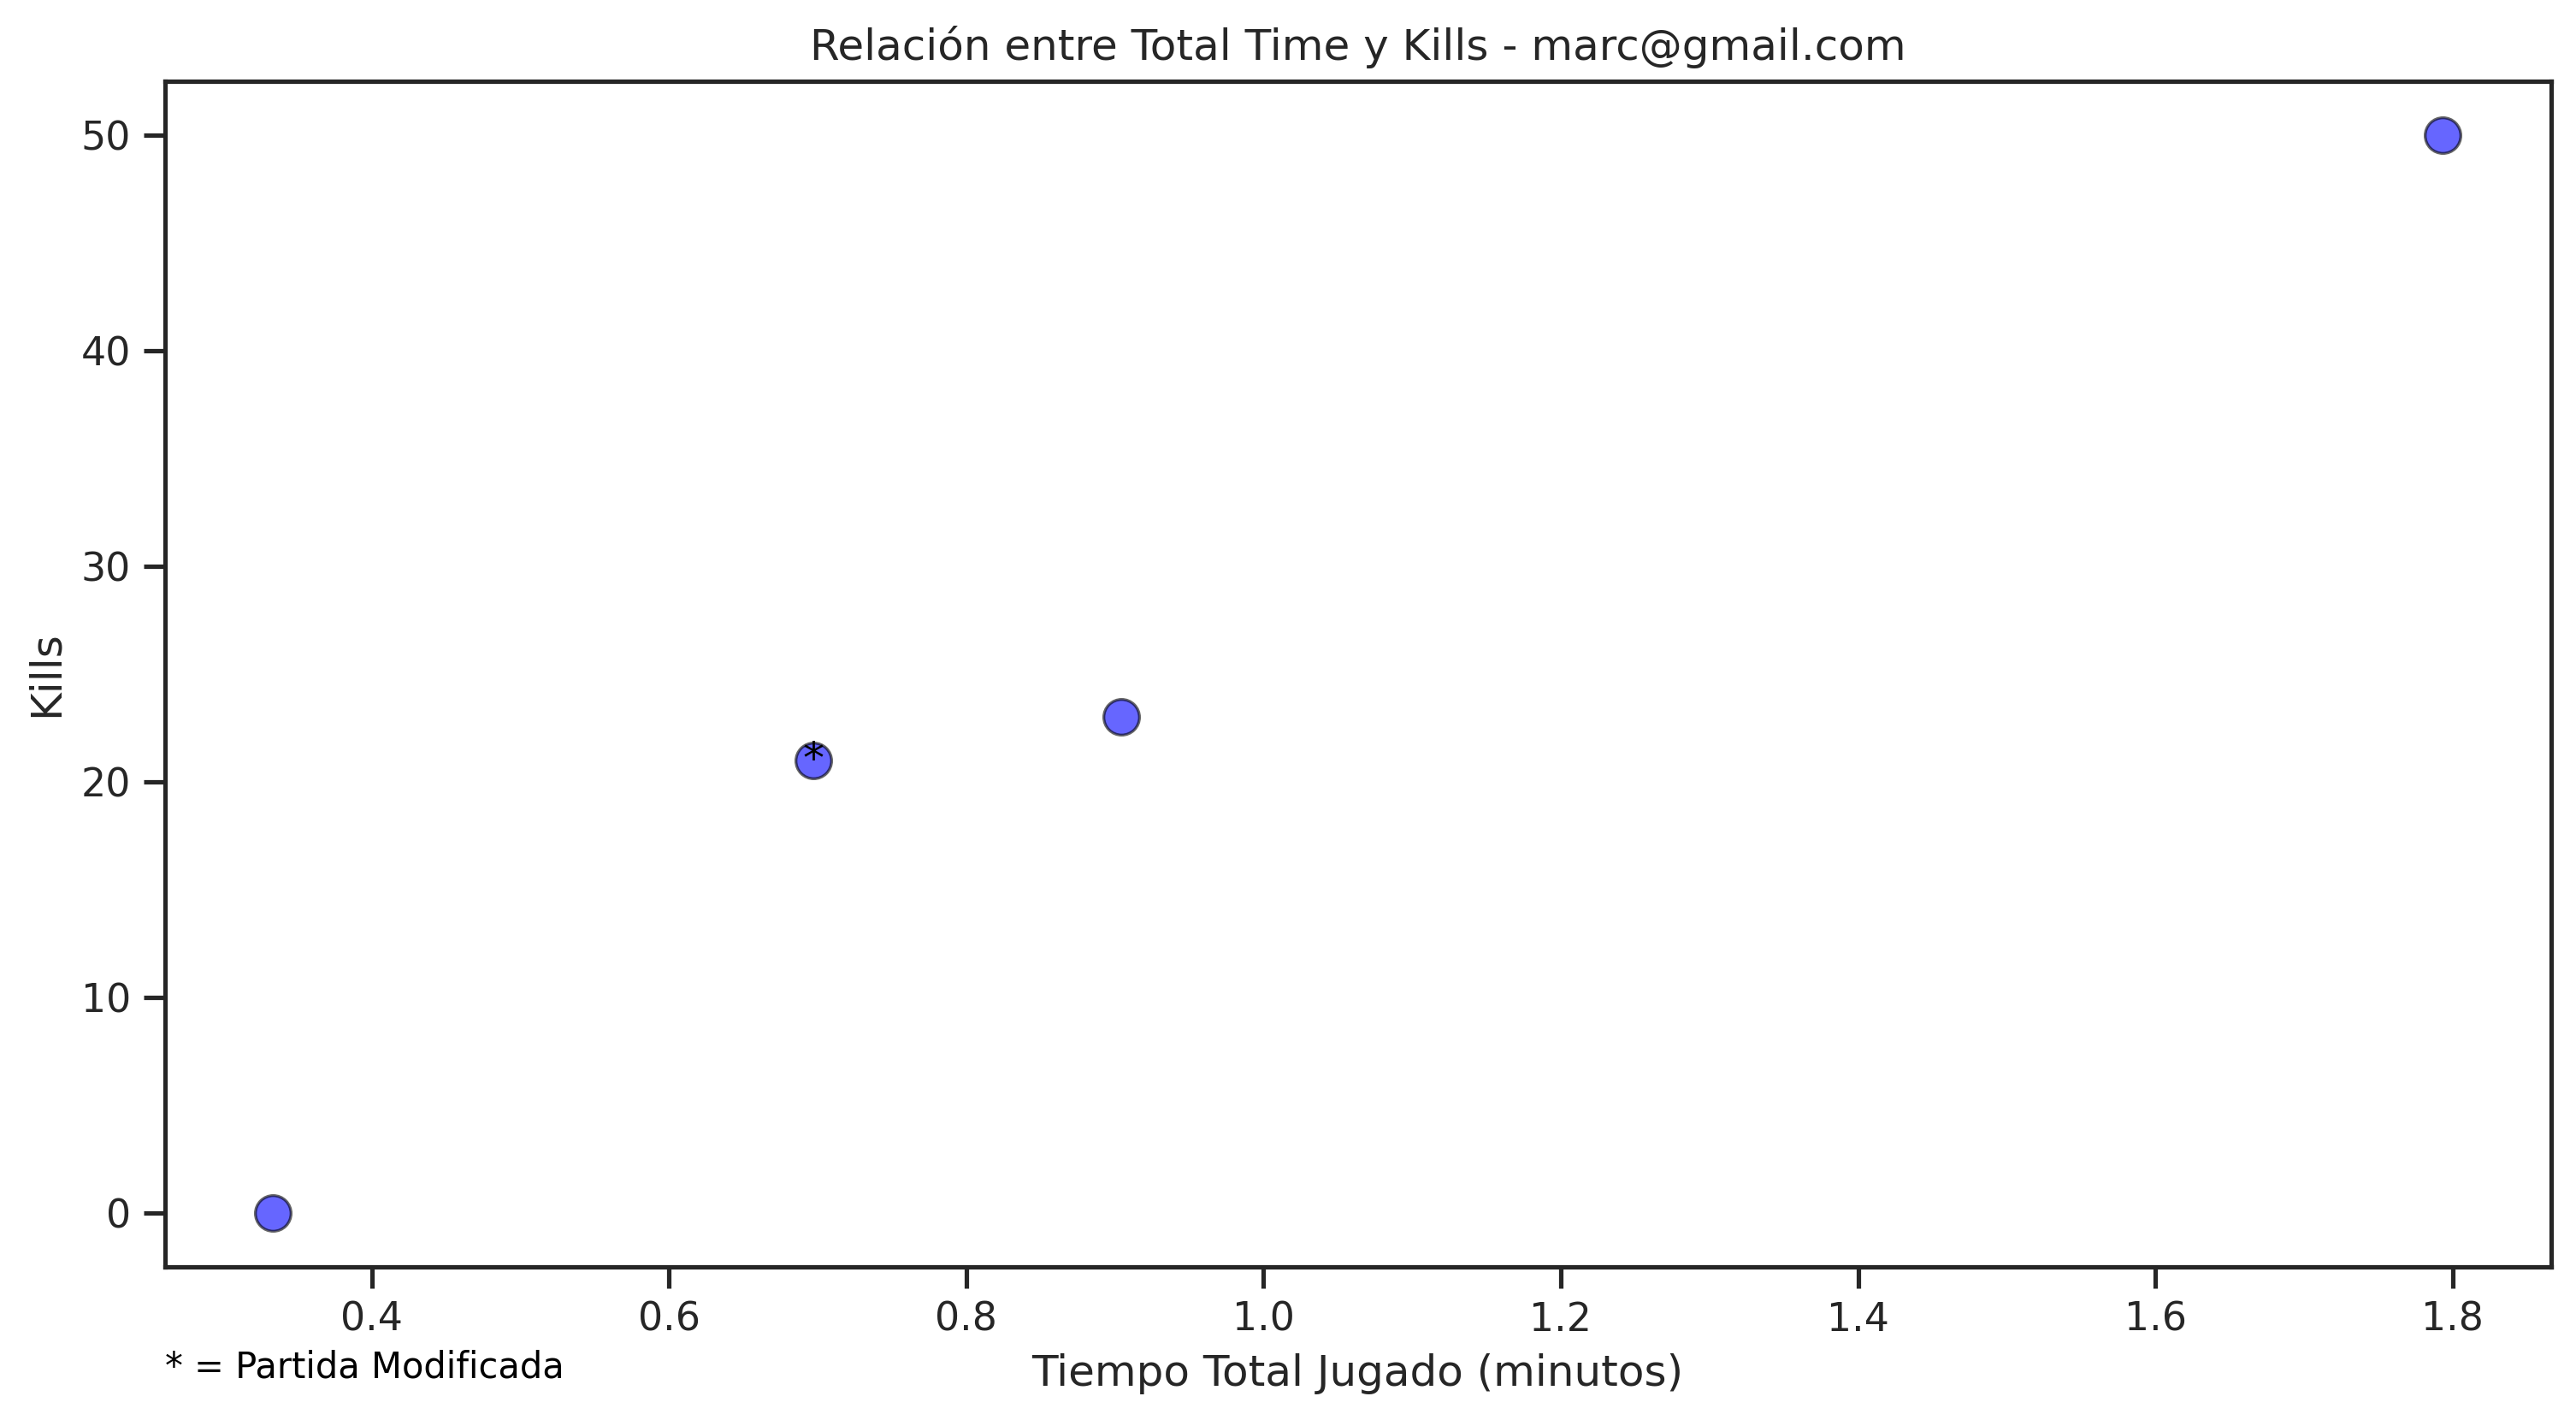 Relación entre Total Time y Kills - marc@gmail.com
Kills
50
40
30
20
10
0
*
0.4 0.6 0.8 1.0 1.2 1.4 1.6 1.8
* = Partida Modificada
Tiempo Total Jugado (minutos)